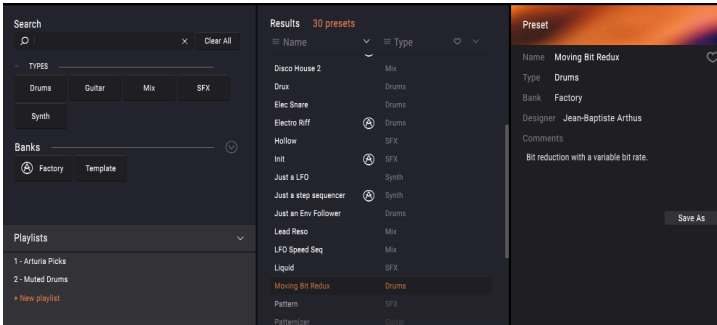 Search
Clear All
TYPES
Drums Guitar Mix SFX
Synth
Banks
Factory Template
Playlists
1 - Arturia Picks
2 - Muted Drums
+ New playlist
Results 30 presets
Name Type
Disco House 2 Mix
Drux Drums
Elec Snare Drums
Electro Riff Drums
Hollow SFX
Init SFX
Just a LFO Synth
Just a step sequencer Synth
Just an Env Follower Drums
Lead Reso Mix
LFO Speed Seq Mix
Liquid SFX
Moving Bit Redux Drums
Pattern SFX
Patternizer Guitar
Preset
Name Moving Bit Redux
Type Drums
Bank Factory
Designer Jean-Baptiste Arthus
Comments
Bit reduction with a variable bit rate.
Save As